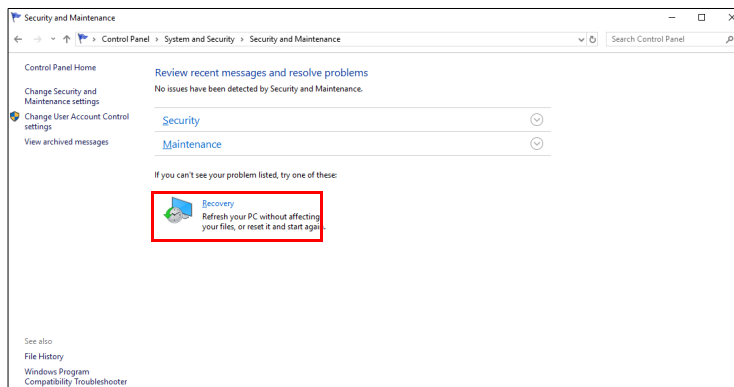 Security and Maintenance
Control Panel > System and Security > Security and Maintenance
Search Control Panel
Control Panel Home
Change Security and
Maintenance settings
Change User Account Control
settings
View archived messages
Review recent messages and resolve problems
No issues have been detected by Security and Maintenance.
Security
Maintenance
If you can't see your problem listed, try one of these:
Recovery
Refresh your PC without affecting
your files, or reset it and start again.
See also
File History
Windows Program
Compatibility Troubleshooter